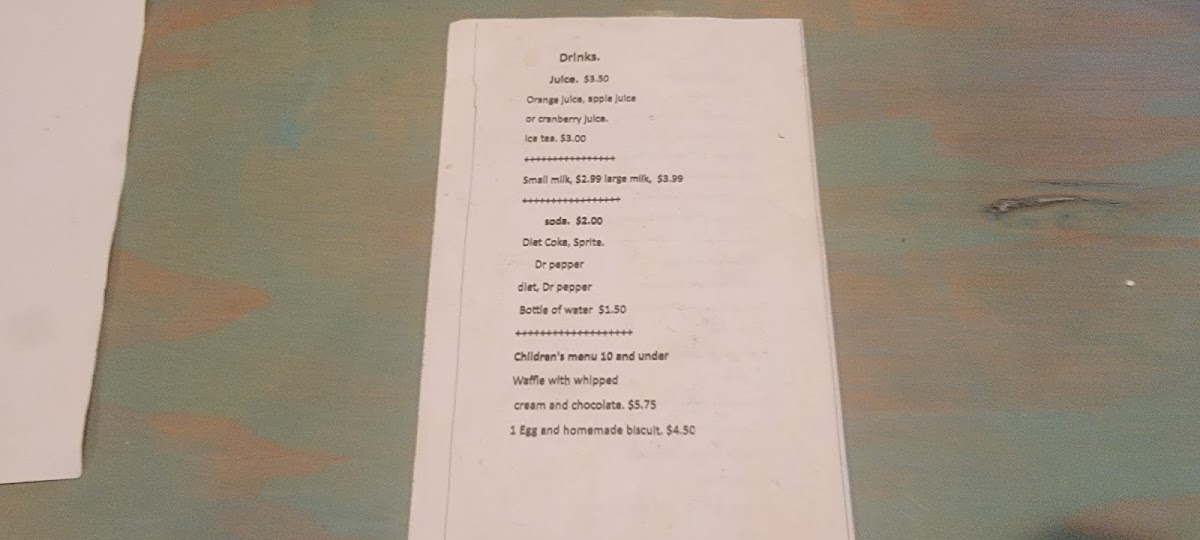 Drinks.
Juice. $3.50
Orange juice, apple juice
or cranberry juice.
Ice tea. $3.00
++++++++++++++++
Small milk, $2.99 large milk, $3.99
+++++++++++++++++
soda. $2.00
Diet Coke, Sprite.
Dr pepper
diet, Dr pepper
Bottle of water $1.50
++++++++++++++++++++
Children's menu 10 and under
Waffle with whipped
cream and chocolate. $5.75
1 Egg and homemade biscuit. $4.50